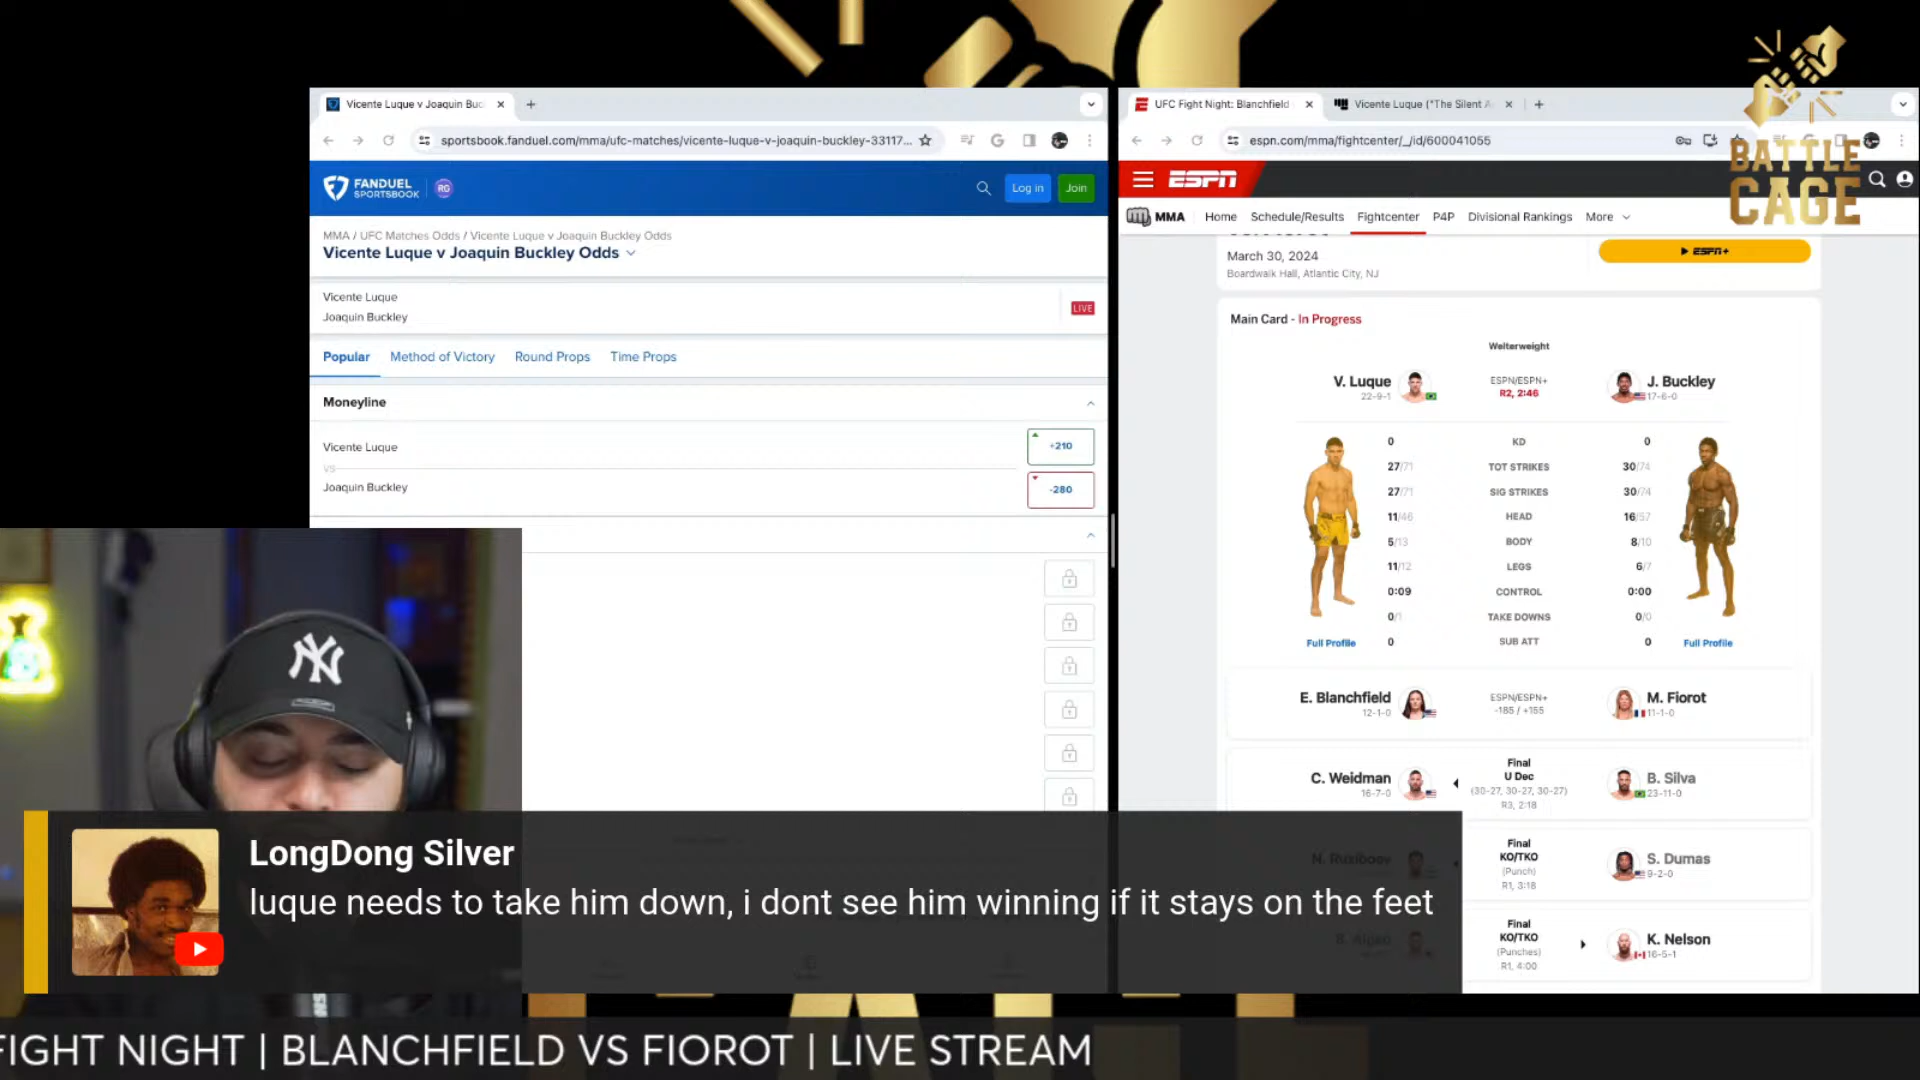 Vicente Luque v Joaquin Buc
sportsbook.fanduel.com/mma/ufc-matches/vicente-luque-v-joaquin-buckley-33117...
FANDUEL
SPORTSBOOK
RG
Log in
Join
MMA / UFC Matches Odds / Vicente Luque v Joaquin Buckley Odds
Vicente Luque v Joaquin Buckley Odds
Vicente Luque
Joaquin Buckley
LIVE
Popular Method of Victory Round Props Time Props
Moneyline
Vicente Luque
+210
VS
Joaquin Buckley
-280
UFC Fight Night: Blanchfield
Vicente Luque ("The Silent A
espn.com/mma/fightcenter/_/id/600041055
BATTLE
CAGE
ESPN
MMA Home Schedule/Results Fightcenter P4P Divisional Rankings More
March 30, 2024
Boardwalk Hall, Atlantic City, NJ
ESPN+
Main Card - In Progress
Welterweight
V. Luque
22-9-1
ESPN/ESPN+
R2, 2:46
J. Buckley
17-6-0
0 KD 0
27/71 TOT STRIKES 30/74
27/71 SIG STRIKES 30/74
11/46 HEAD 16/57
5/13 BODY 8/10
11/12 LEGS 6/7
0:09 CONTROL 0:00
0/1 TAKE DOWNS 0/0
Full Profile 0 SUB ATT 0 Full Profile
E. Blanchfield
12-1-0
ESPN/ESPN+
-185 / +155
M. Fiorot
11-1-0
C. Weidman
16-7-0
Final
U Dec
(30-27, 30-27, 30-27)
R3, 2:18
B. Silva
23-11-0
N. Ruziboev
Final
KO/TKO
(Punch)
R1, 3:18
S. Dumas
9-2-0
B. Algeo
Final
KO/TKO
(Punches)
R1, 4:00
K. Nelson
16-5-1
NY
LongDong Silver
luque needs to take him down, i dont see him winning if it stays on the feet
FIGHT NIGHT | BLANCHFIELD VS FIOROT | LIVE STREAM